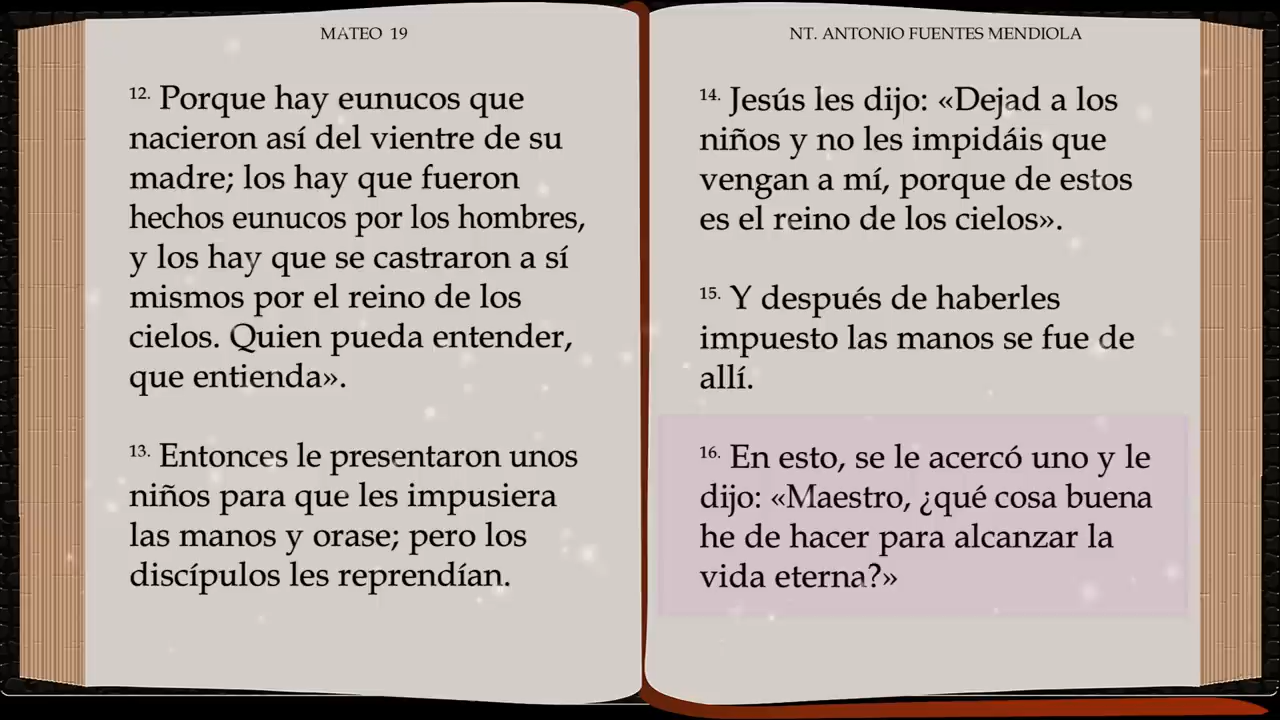 MATEO 19
12. Porque hay eunucos que
nacieron así del vientre de su
madre; los hay que fueron
hechos eunucos por los hombres,
y los hay que se castraron a sí
mismos por el reino de los
cielos. Quien pueda entender,
que entienda».
13. Entonces le presentaron unos
niños para que les impusiera
las manos y orase; pero los
discípulos les reprendían.
NT. ANTONIO FUENTES MENDIOLA
14. Jesús les dijo: «Dejad a los
niños y no les impidáis que
vengan a mí, porque de estos
es el reino de los cielos».
15. Y después de haberles
impuesto las manos se fue de
allí.
16. En esto, se le acercó uno y le
dijo: «Maestro, ¿qué cosa buena
he de hacer para alcanzar la
vida eterna?»